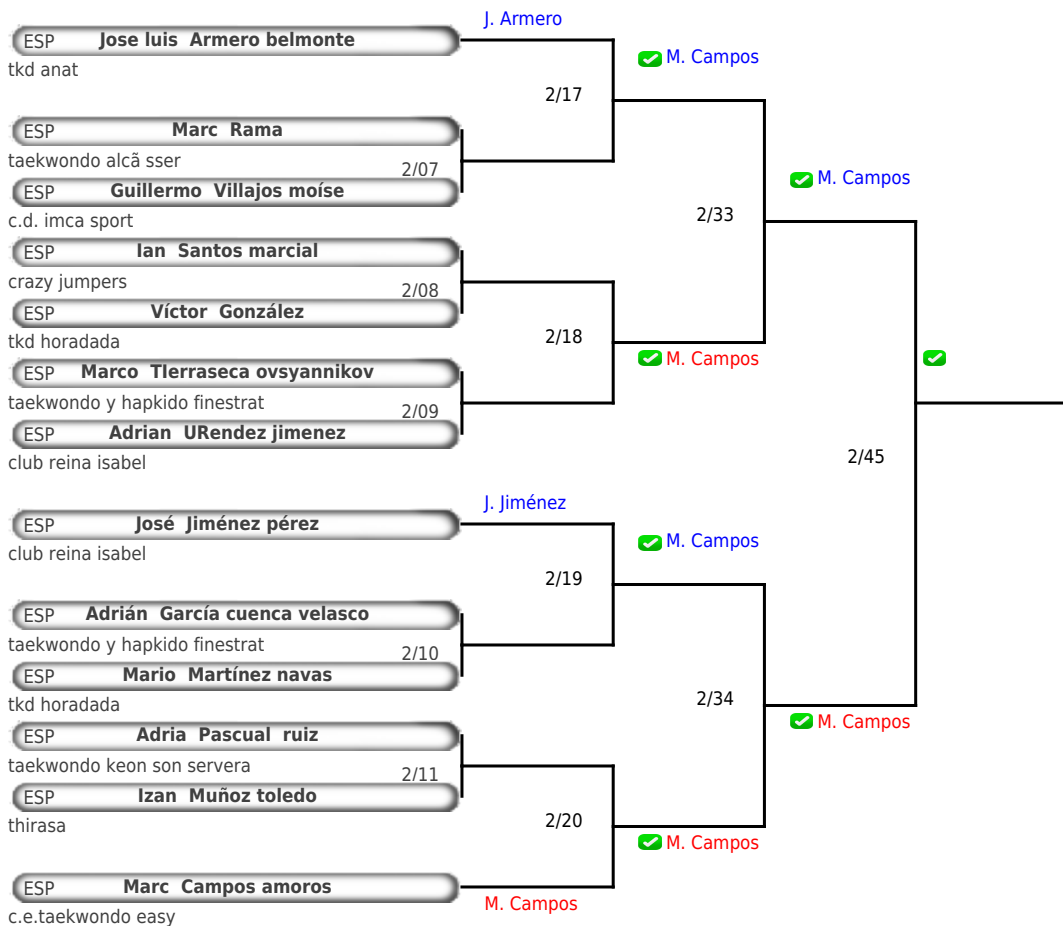 J. Armero
ESP Jose luis Armero belmonte
tkd anat
M. Campos
2/17
ESP Marc Rama
taekwondo alcã sser
2/07
ESP Guillermo Villajos moíse
c.d. imca sport
M. Campos
2/33
ESP Ian Santos marcial
crazy jumpers
2/08
ESP Víctor González
tkd horadada
2/18
M. Campos
ESP Marco TIerraseca ovsyannikov
taekwondo y hapkido finestrat
2/09
ESP Adrian URendez jimenez
club reina isabel
2/45
J. Jiménez
ESP José Jiménez pérez
club reina isabel
M. Campos
2/19
ESP Adrián García cuenca velasco
taekwondo y hapkido finestrat
2/10
ESP Mario Martínez navas
tkd horadada
2/34
M. Campos
ESP Adria Pascual ruiz
taekwondo keon son servera
2/11
ESP Izan Muñoz toledo
thirasa
2/20
M. Campos
ESP Marc Campos amoros
c.e.taekwondo easy
M. Campos